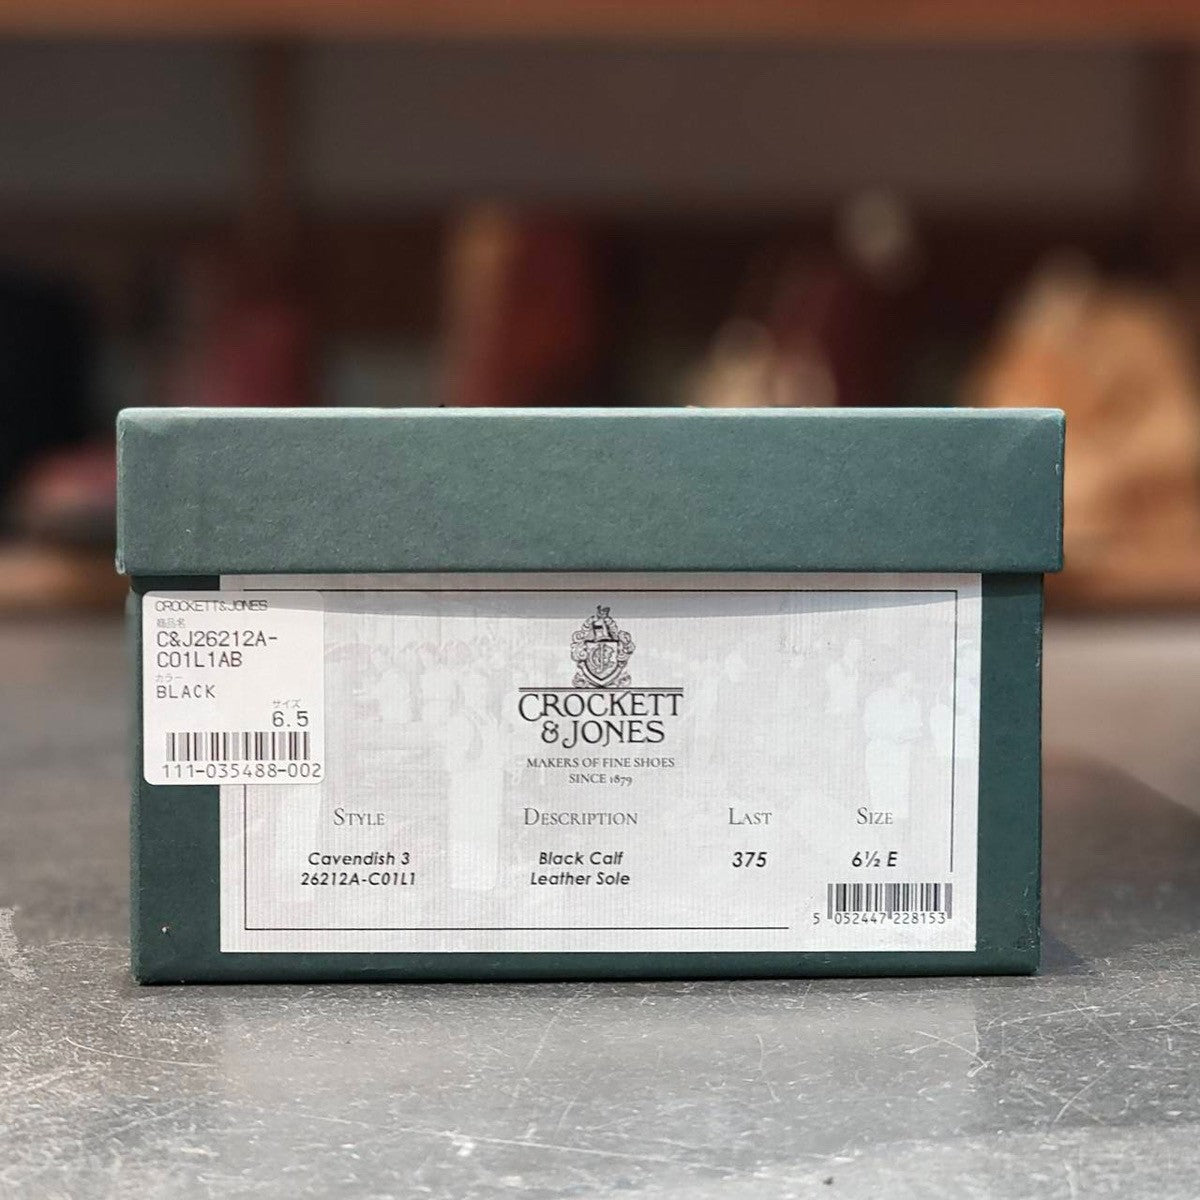 CROCKETT&JONES
商品名
C&J26212A-
C01L1AB
カラー
BLACK
サイズ
6.5
111-035488-002
CROCKETT
& JONES
MAKERS OF FINE SHOES
SINCE 1879
STYLE DESCRIPTION LAST SIZE
Cavendish 3 Black Calf 375 6½ E
26212A-C01L1 Leather Sole
5 052447 228153